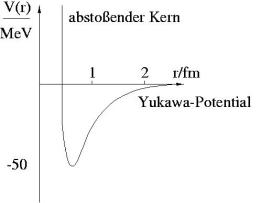 V(r)
MeV
abstoßender Kern
1 2 r/fm
Yukawa-Potential
-50